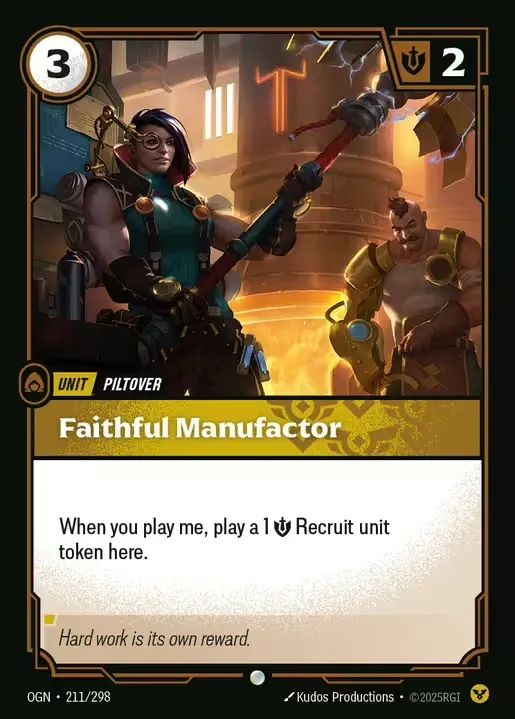 3
2
UNIT PILTOVER
Faithful Manufactor
When you play me, play a 1 Recruit unit
token here.
Hard work is its own reward.
OGN • 211/298
Kudos Productions • ©2025RGI